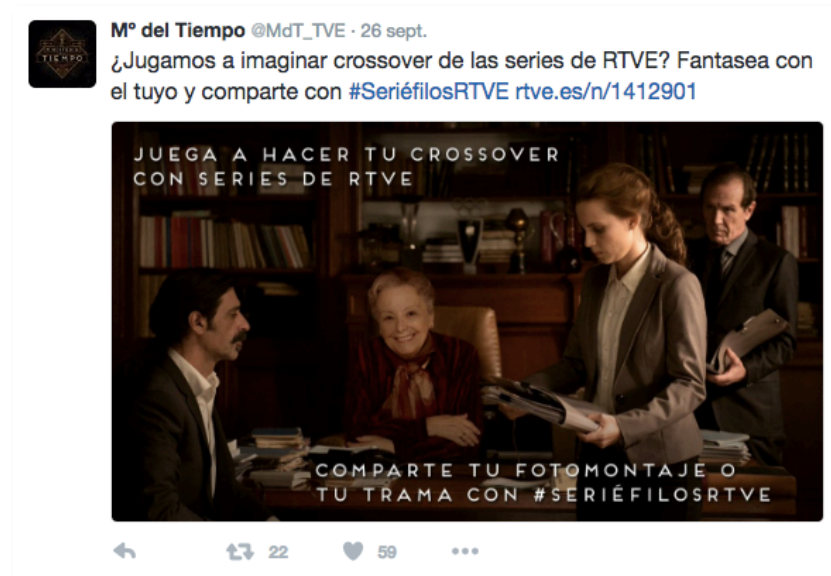 Mº del Tiempo @MdT_TVE · 26 sept.
¿Jugamos a imaginar crossover de las series de RTVE? Fantasea con
el tuyo y comparte con #SeriéfilosRTVE rtve.es/n/1412901
TIEMPO
JUEGA A HACER TU CROSSOVER
CON SERIES DE RTVE
COMPARTE TU FOTOMONTAJE O
TU TRAMA CON #SERIÉFILOSRTVE
22
59